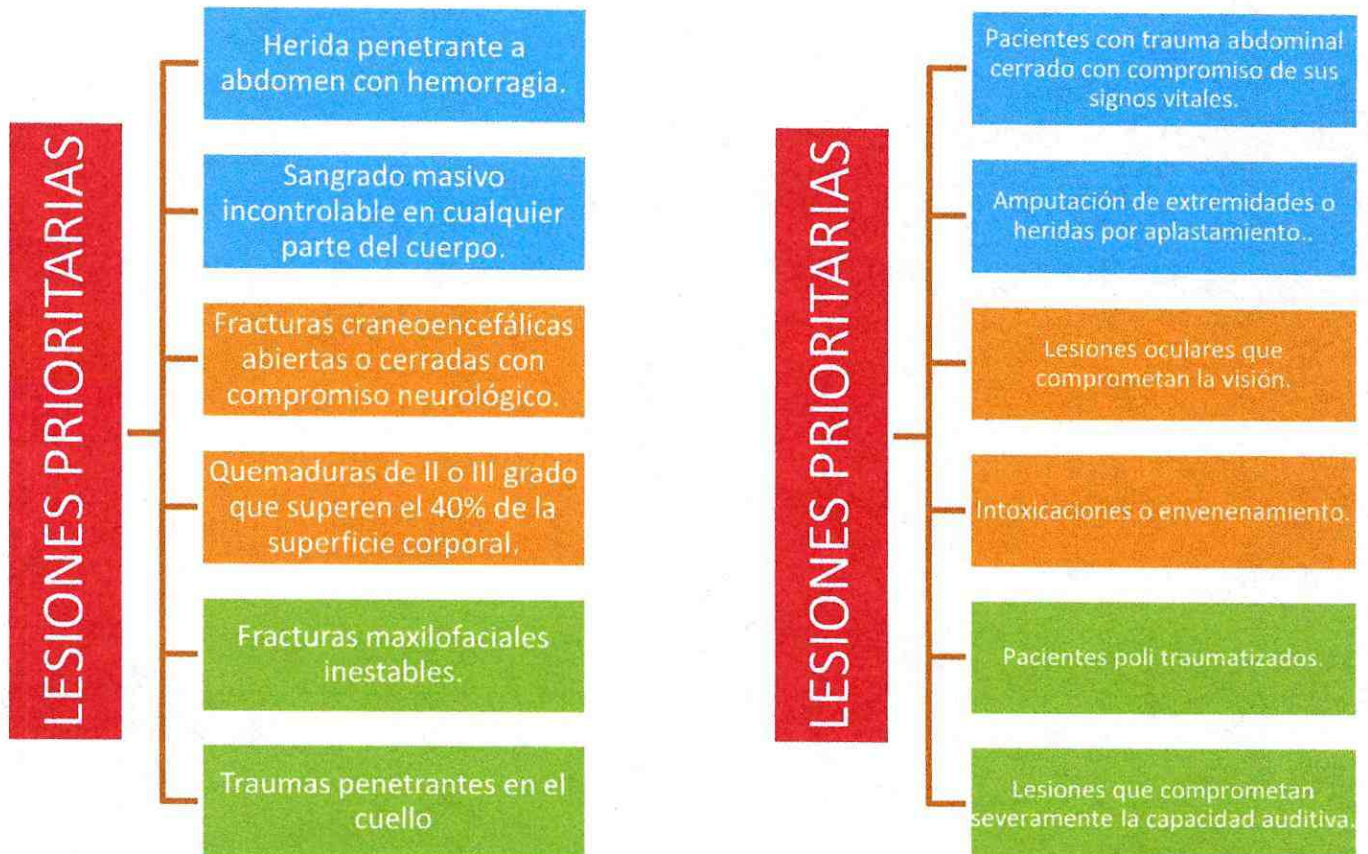 LESIONES PRIORITARIAS
Herida penetrante a
abdomen con hemorragia.
Sangrado masivo
incontrolable en cualquier
parte del cuerpo.
Fracturas craneoencefálicas
abiertas o cerradas con
compromiso neurológico.
Quemaduras de II o III grado
que superen el 40% de la
superficie corporal.
Fracturas maxilofaciales
inestables.
Traumas penetrantes en el
cuello
LESIONES PRIORITARIAS
Pacientes con trauma abdominal
cerrado con compromiso de sus
signos vitales.
Amputación de extremidades o
heridas por aplastamiento..
Lesiones oculares que
comprometan la visión.
Intoxicaciones o envenenamiento.
Pacientes poli traumatizados.
Lesiones que comprometan
severamente la capacidad auditiva.